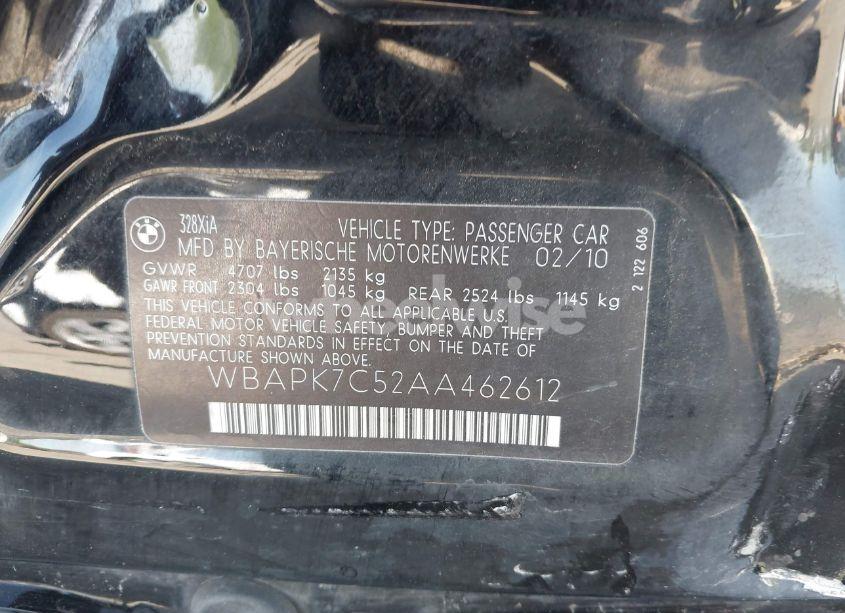 328XiA VEHICLE TYPE: PASSENGER CAR
MFD BY BAYERISCHE MOTORENWERKE 02/10
GVWR 4707 lbs 2135 kg
GAWR FRONT 2304 lbs 1045 kg REAR 2524 lbs 1145 kg
THIS VEHICLE CONFORMS TO ALL APPLICABLE U.S.
FEDERAL MOTOR VEHICLE SAFETY, BUMPER AND THEFT
PREVENTION STANDARDS IN EFFECT ON THE DATE OF
MANUFACTURE SHOWN ABOVE.
WBAPK7C52AA462612
2 122 606